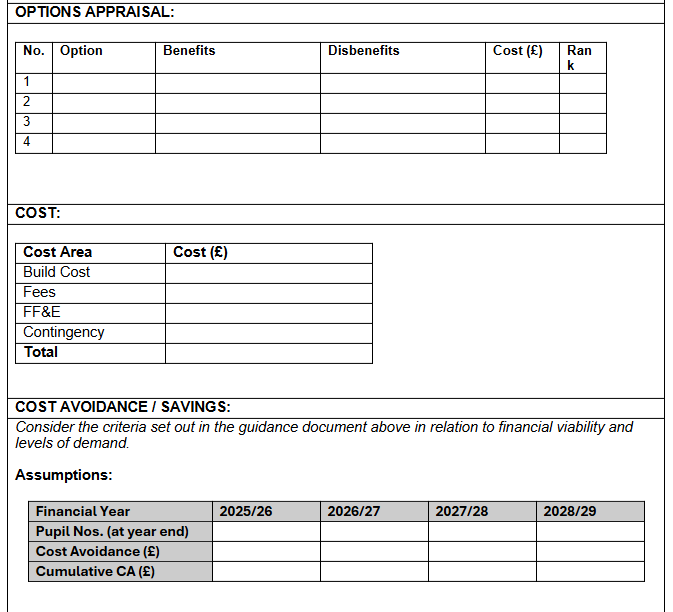 OPTIONS APPRAISAL:
No. Option Benefits Disbenefits Cost (£) Ran
k
1
2
3
4
COST:
Cost Area Cost (£)
Build Cost
Fees
FF&E
Contingency
Total
COST AVOIDANCE / SAVINGS:
Consider the criteria set out in the guidance document above in relation to financial viability and
levels of demand.
Assumptions:
Financial Year 2025/26 2026/27 2027/28 2028/29
Pupil Nos. (at year end)
Cost Avoidance (£)
Cumulative CA (£)